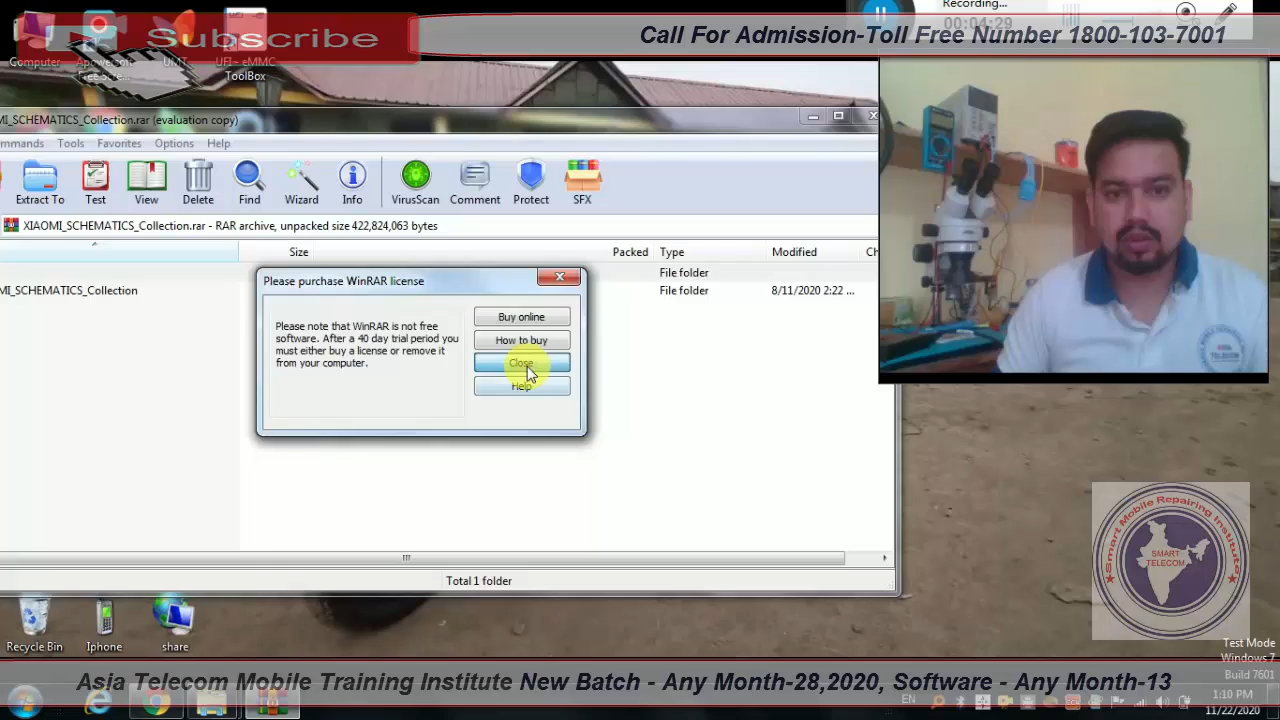 Recording...
00:04:29
Subscribe
Call For Admission-Toll Free Number 1800-103-7001
Computer
UMT
UFI - eMMC
ToolBox
MI_SCHEMATICS_Collection.rar (evaluation copy)
mmands Tools Favorites Options Help
Extract To Test View Delete Find Wizard Info VirusScan Comment Protect SFX
XIAOMI_SCHEMATICS_Collection.rar - RAR archive, unpacked size 422,824,063 bytes
Size Packed Type Modified Ch
File folder
MI_SCHEMATICS_Collection File folder 8/11/2020 2:22 ...
Please purchase WinRAR license
Please note that WinRAR is not free
software. After a 40 day trial period you
must either buy a license or remove it
from your computer.
Buy online
How to buy
Close
Help
Total 1 folder
Smart Mobile Repairing Institute
SMART
TELECOM
Recycle Bin Iphone share
Test Mode
Windows 7
Build 7601
Asia Telecom Mobile Training Institute New Batch - Any Month-28,2020, Software - Any Month-13
EN
1:10 PM
11/22/2020